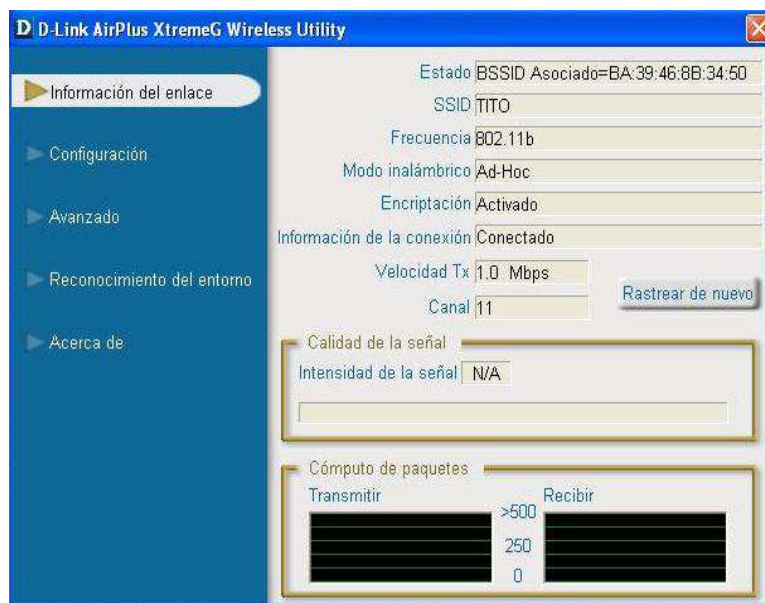 D D-Link AirPlus XtremeG Wireless Utility
Información del enlace
Configuración
Avanzado
Reconocimiento del entorno
Acerca de
Estado BSSID Asociado=BA:39:46:8B:34:50
SSID TITO
Frecuencia 802.11b
Modo inalámbrico Ad-Hoc
Encriptación Activado
Información de la conexión Conectado
Velocidad Tx 1.0 Mbps
Canal 11
Rastrear de nuevo
Calidad de la señal
Intensidad de la señal N/A
Cómputo de paquetes
Transmitir Recibir
>500
250
0